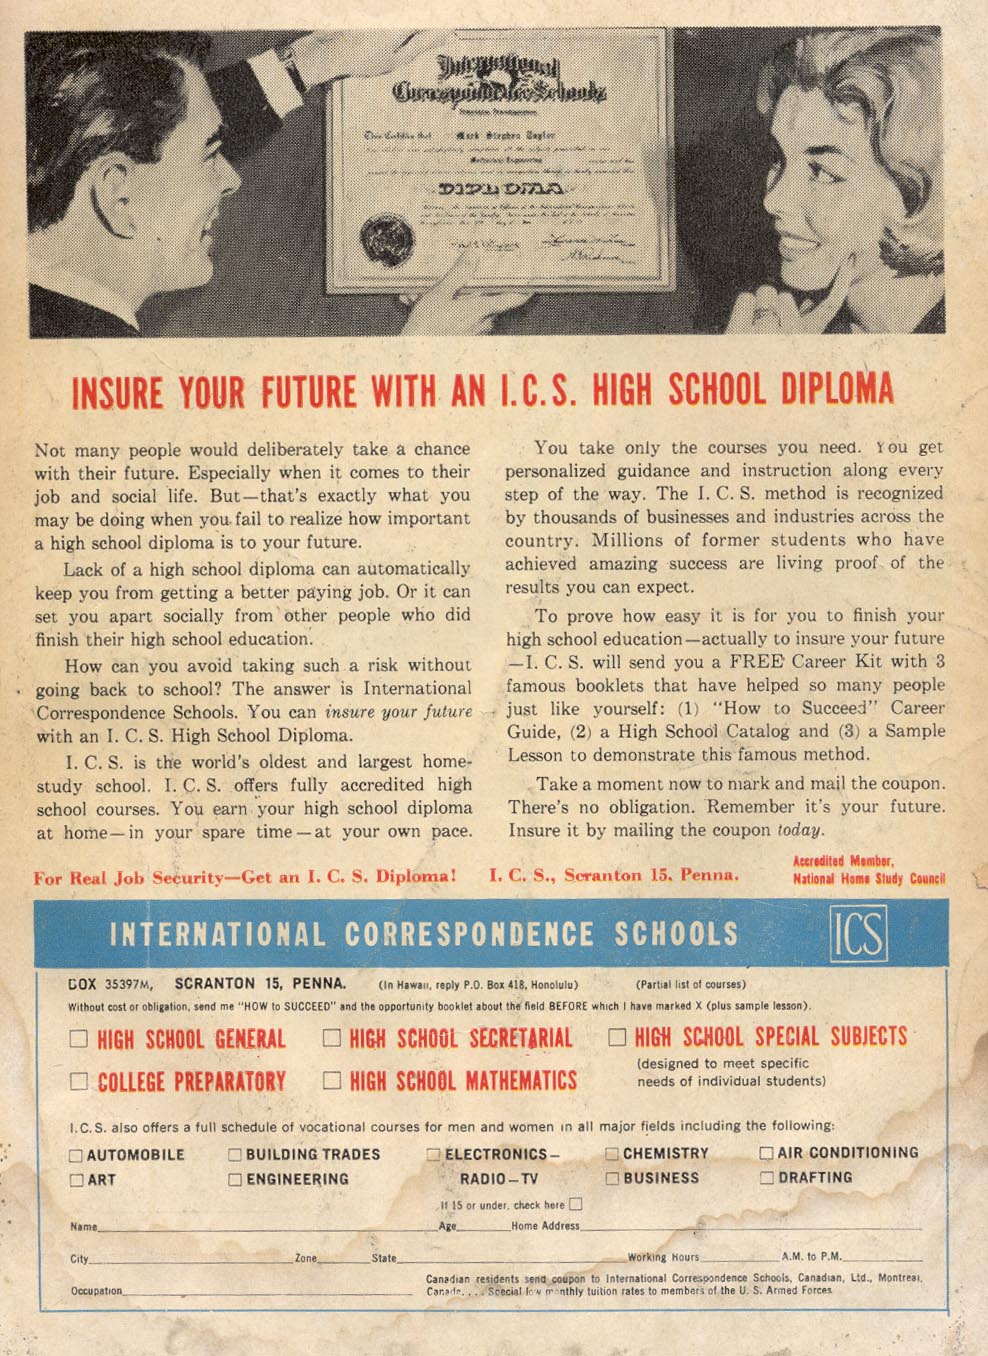 International
Correspondence Schools
Mark Stephen Taylor
Mechanical Engineering
DIPLOMA
INSURE YOUR FUTURE WITH AN I.C.S. HIGH SCHOOL DIPLOMA
Not many people would deliberately take a chance
with their future. Especially when it comes to their
job and social life. But—that's exactly what you
may be doing when you fail to realize how important
a high school diploma is to your future.
Lack of a high school diploma can automatically
keep you from getting a better paying job. Or it can
set you apart socially from other people who did
finish their high school education.
How can you avoid taking such a risk without
going back to school? The answer is International
Correspondence Schools. You can insure your future
with an I. C. S. High School Diploma.
I. C. S. is the world's oldest and largest home-
study school. I. C. S. offers fully accredited high
school courses. You earn your high school diploma
at home—in your spare time—at your own pace.
You take only the courses you need. You get
personalized guidance and instruction along every
step of the way. The I. C. S. method is recognized
by thousands of businesses and industries across the
country. Millions of former students who have
achieved amazing success are living proof of the
results you can expect.
To prove how easy it is for you to finish your
high school education—actually to insure your future
—I. C. S. will send you a FREE Career Kit with 3
famous booklets that have helped so many people
just like yourself: (1) "How to Succeed" Career
Guide, (2) a High School Catalog and (3) a Sample
Lesson to demonstrate this famous method.
Take a moment now to mark and mail the coupon.
There's no obligation. Remember it's your future.
Insure it by mailing the coupon today.
For Real Job Security—Get an I. C. S. Diploma! I. C. S., Scranton 15, Penna.
Accredited Member,
National Home Study Council
INTERNATIONAL CORRESPONDENCE SCHOOLS ICS
BOX 35397M, SCRANTON 15, PENNA. (In Hawaii, reply P.O. Box 418, Honolulu) (Partial list of courses)
Without cost or obligation, send me "HOW to SUCCEED" and the opportunity booklet about the field BEFORE which I have marked X (plus sample lesson).
HIGH SCHOOL GENERAL HIGH SCHOOL SECRETARIAL HIGH SCHOOL SPECIAL SUBJECTS
COLLEGE PREPARATORY HIGH SCHOOL MATHEMATICS
(designed to meet specific
needs of individual students)
I.C.S. also offers a full schedule of vocational courses for men and women in all major fields including the following:
AUTOMOBILE BUILDING TRADES ELECTRONICS— CHEMISTRY AIR CONDITIONING
ART ENGINEERING RADIO—TV BUSINESS DRAFTING
If 15 or under, check here
Name Age Home Address
City Zone State Working Hours A.M. to P.M.
Occupation
Canadian residents send coupon to International Correspondence Schools, Canadian, Ltd., Montreal,
Canada. . . . Special low monthly tuition rates to members of the U. S. Armed Forces